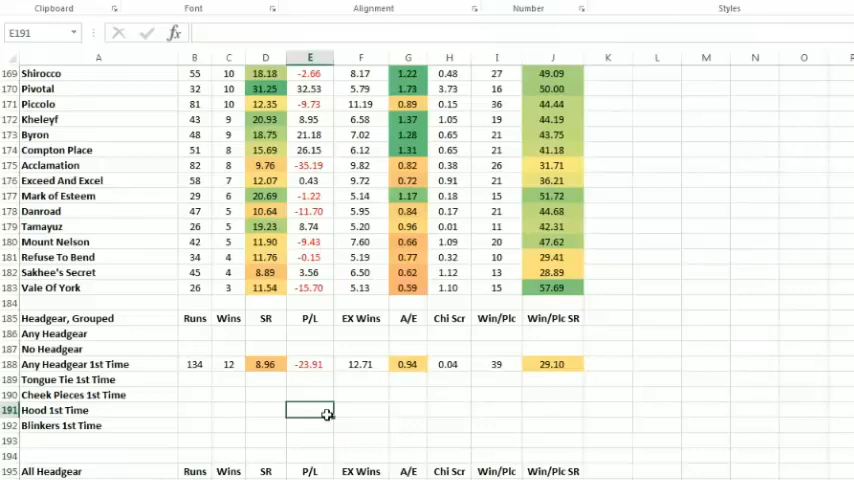 Clipboard Font Alignment Number Styles
E191 fx
A B C D E F G H I J K L M N O P
169 Shirocco 55 10 18.18 -2.66 8.17 1.22 0.48 27 49.09
170 Pivotal 32 10 31.25 32.53 5.79 1.73 3.73 16 50.00
171 Piccolo 81 10 12.35 -9.73 11.19 0.89 0.15 36 44.44
172 Kheleyf 43 9 20.93 8.95 6.58 1.37 1.05 19 44.19
173 Byron 48 9 18.75 21.18 7.02 1.28 0.65 21 43.75
174 Compton Place 51 8 15.69 26.15 6.12 1.31 0.65 21 41.18
175 Acclamation 82 8 9.76 -35.19 9.82 0.82 0.38 26 31.71
176 Exceed And Excel 58 7 12.07 0.43 9.72 0.72 0.91 21 36.21
177 Mark of Esteem 29 6 20.69 -1.22 5.14 1.17 0.18 15 51.72
178 Danroad 47 5 10.64 -11.70 5.95 0.84 0.17 21 44.68
179 Tamayuz 26 5 19.23 8.74 5.20 0.96 0.01 11 42.31
180 Mount Nelson 42 5 11.90 -9.43 7.60 0.66 1.09 20 47.62
181 Refuse To Bend 34 4 11.76 -0.15 5.19 0.77 0.32 10 29.41
182 Sakhee's Secret 45 4 8.89 3.56 6.50 0.62 1.12 13 28.89
183 Vale Of York 26 3 11.54 -15.70 5.13 0.59 1.10 15 57.69
184
185 Headgear, Grouped Runs Wins SR P/L EX Wins A/E Chi Scr Win/Plc Win/Plc SR
186 Any Headgear
187 No Headgear
188 Any Headgear 1st Time 134 12 8.96 -23.91 12.71 0.94 0.04 39 29.10
189 Tongue Tie 1st Time
190 Cheek Pieces 1st Time
191 Hood 1st Time
192 Blinkers 1st Time
193
194
195 All Headgear Runs Wins SR P/L EX Wins A/E Chi Scr Win/Plc Win/Plc SR